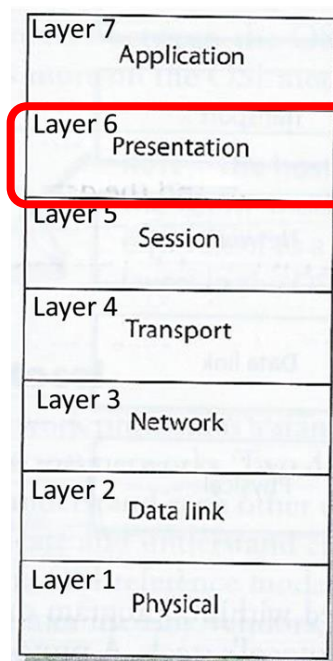 Layer 7
Application
Layer 6
Presentation
Layer 5
Session
Layer 4
Transport
Layer 3
Network
Layer 2
Data link
Layer 1
Physical